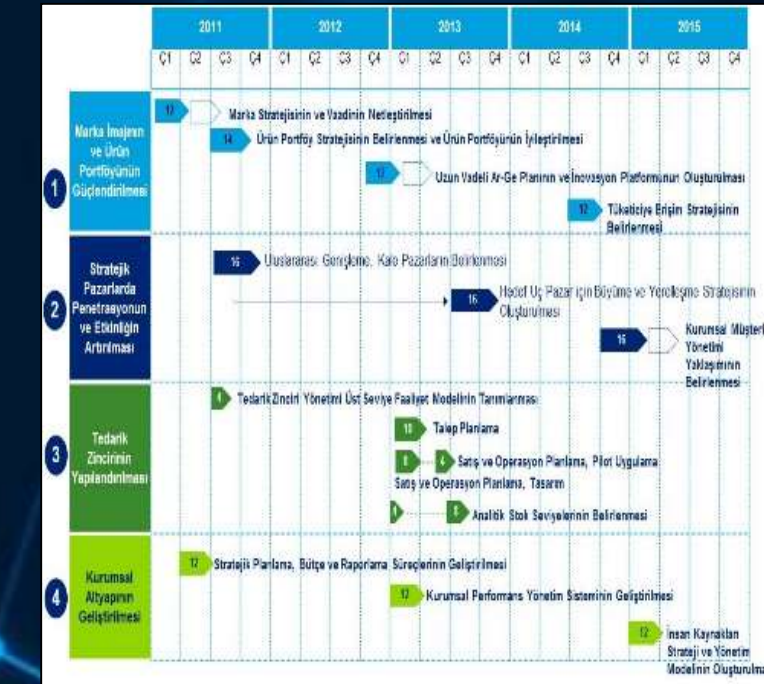 2011 2012 2013 2014 2015
Ç1 Ç2 Ç3 Ç4 Ç1 Ç2 Ç3 Ç4 Ç1 Ç2 Ç3 Ç4 Ç1 Ç2 Ç3 Ç4 Ç1 Ç2 Ç3 Ç4
1
Marka İmajının
ve Ürün
Portföyünün
Güçlendirilmesi
12
Marka Stratejisinin ve Vaadinin Netleştirilmesi
14
Ürün Portföy Stratejisinin Belirlenmesi ve Ürün Portföyünün İyileştirilmesi
12
Uzun Vadeli Ar-Ge Planının ve İnovasyon Platformunun Oluşturulması
12
Tüketiciye Erişim Stratejisinin
Belirlenmesi
2
Stratejik
Pazarlarda
Penetrasyonun
ve Etkinliğin
Artırılması
16
Uluslararası Genişleme, Kale Pazarların Belirlenmesi
16
Hedef Uç Pazar için Büyüme ve Yerelleşme Stratejisinin
Oluşturulması
16
Kurumsal Müşteri
Yönetimi
Yaklaşımının
Belirlenmesi
3
Tedarik
Zincirinin
Yapılandırılması
Tedarik Zinciri Yönetimi Üst Seviye Faaliyet Modelinin Tanımlanması
10
Talep Planlama
8
4
Satış ve Operasyon Planlama, Pilot Uygulama
Satış ve Operasyon Planlama, Tasarım
Analitik Stok Seviyelerinin Belirlenmesi
4
Kurumsal
Altyapının
Geliştirilmesi
12
Stratejik Planlama, Bütçe ve Raporlama Süreçlerinin Geliştirilmesi
12
Kurumsal Performans Yönetim Sisteminin Geliştirilmesi
12
İnsan Kaynakları
Strateji ve Yönetim
Modelinin Oluşturulma